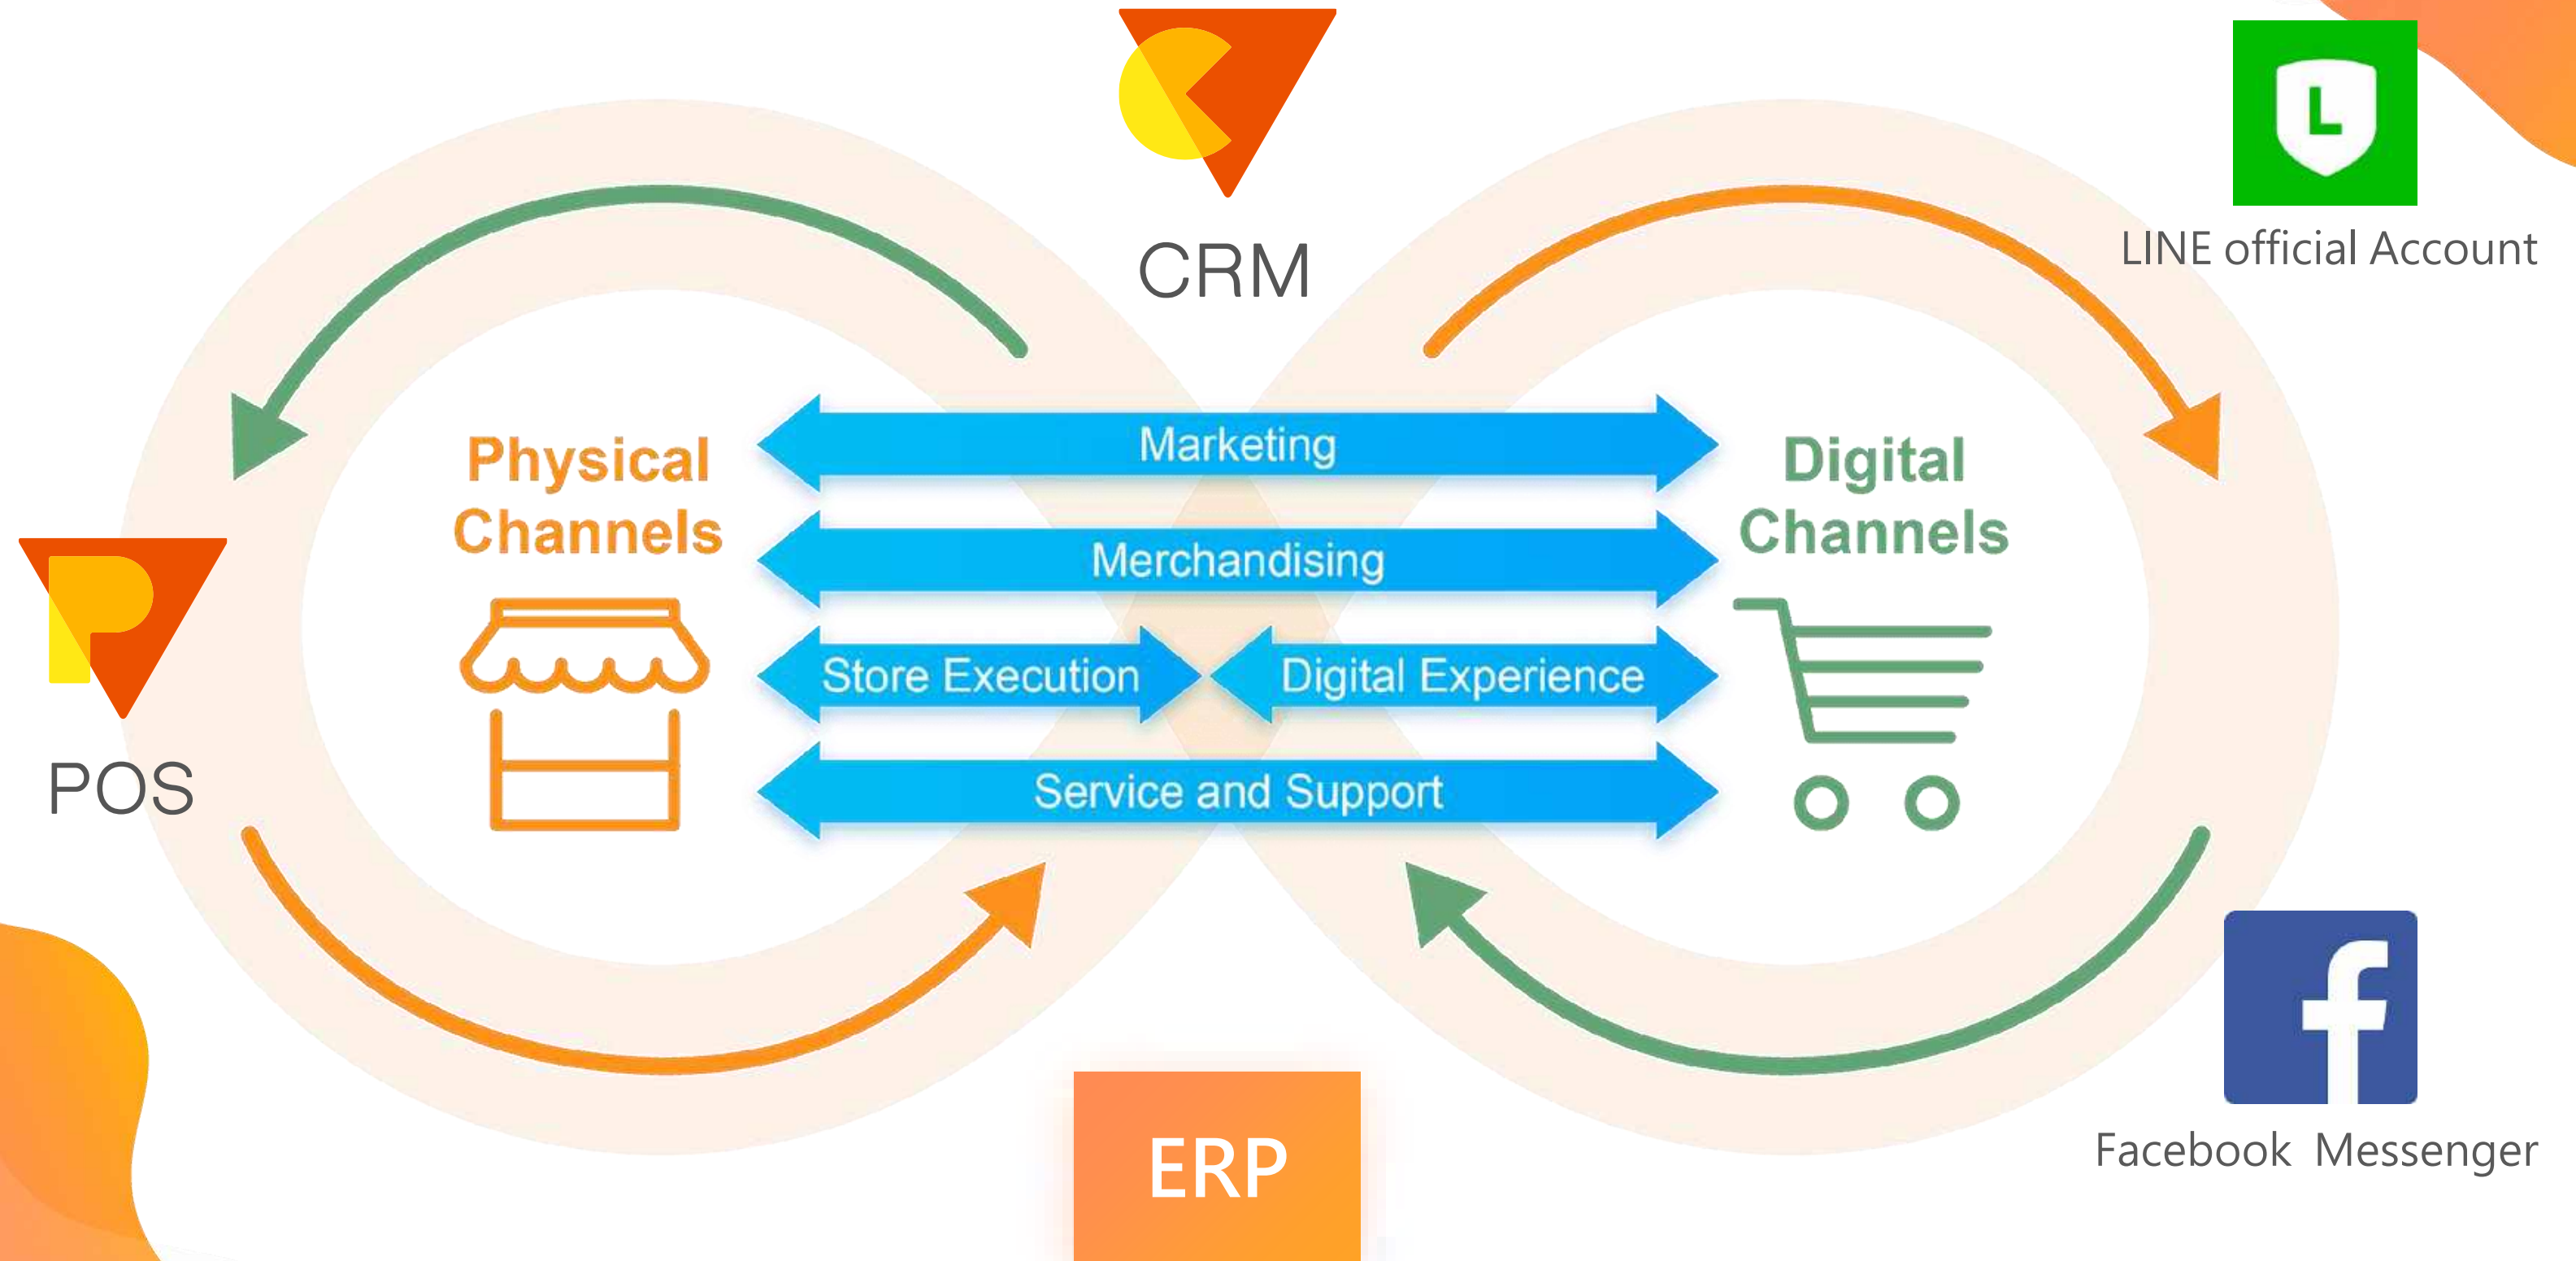 CRM
L
LINE official Account
Physical
Channels
Marketing
Merchandising
Store Execution
Digital Experience
Service and Support
Digital
Channels
P
POS
f
Facebook Messenger
ERP